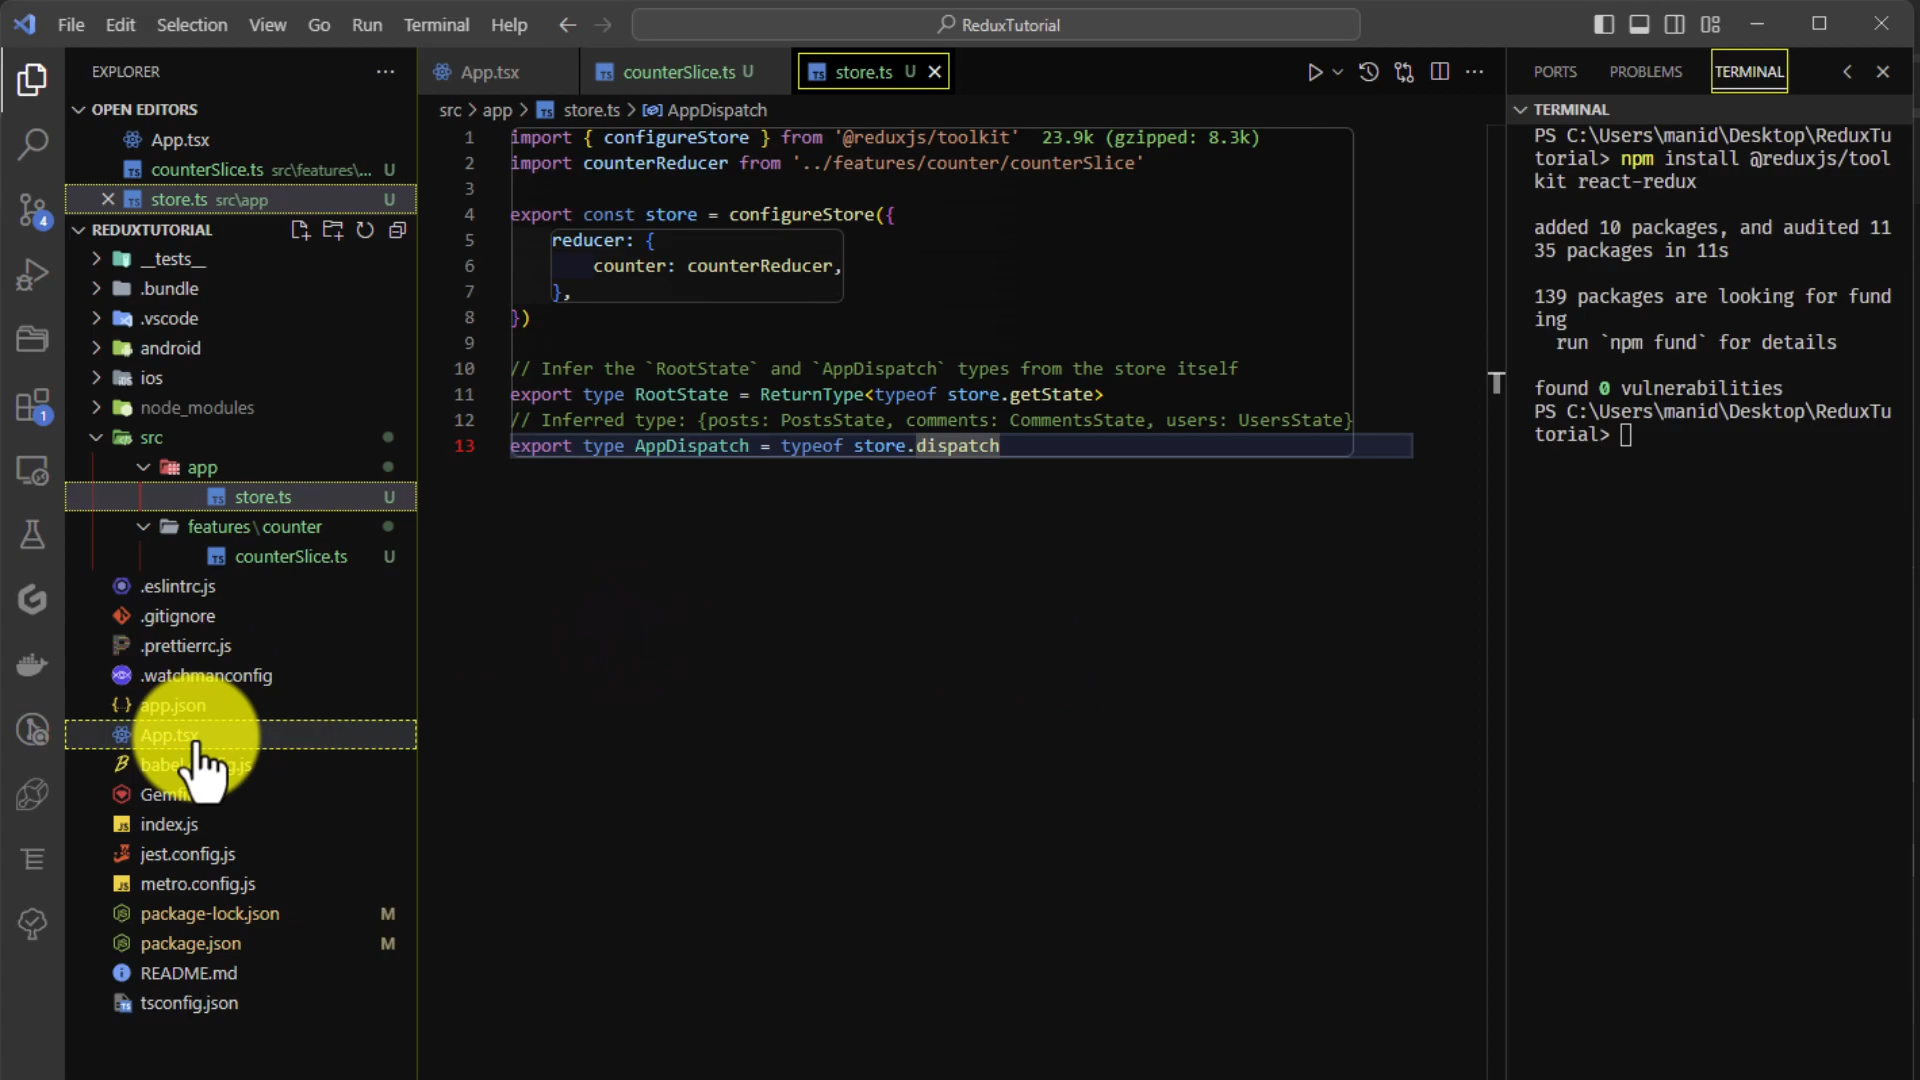 File Edit Selection View Go Run Terminal Help
ReduxTutorial
EXPLORER
OPEN EDITORS
App.tsx
counterSlice.ts src\features\... U
store.ts src\app U
REDUXTUTORIAL
__tests__
.bundle
.vscode
android
ios
node_modules
src
app
store.ts U
features\counter
counterSlice.ts U
.eslintrc.js
.gitignore
.prettierrc.js
.watchmanconfig
app.json
App.tsx
index.js
jest.config.js
metro.config.js
package-lock.json M
package.json M
README.md
tsconfig.json
4
1
App.tsx
counterSlice.ts U
store.ts U
src > app > store.ts > AppDispatch
1 import { configureStore } from '@reduxjs/toolkit' 23.9k (gzipped: 8.3k)
2 import counterReducer from '../features/counter/counterSlice'
3
4 export const store = configureStore({
5 reducer: {
6 counter: counterReducer,
7 },
8 })
9
10 // Infer the `RootState` and `AppDispatch` types from the store itself
11 export type RootState = ReturnType<typeof store.getState>
12 // Inferred type: {posts: PostsState, comments: CommentsState, users: UsersState}
13 export type AppDispatch = typeof store.dispatch
PORTS PROBLEMS TERMINAL
TERMINAL
PS C:\Users\manid\Desktop\ReduxTu
torial> npm install @reduxjs/tool
kit react-redux
added 10 packages, and audited 11
35 packages in 11s
139 packages are looking for fund
ing
run `npm fund` for details
found 0 vulnerabilities
PS C:\Users\manid\Desktop\ReduxTu
torial>